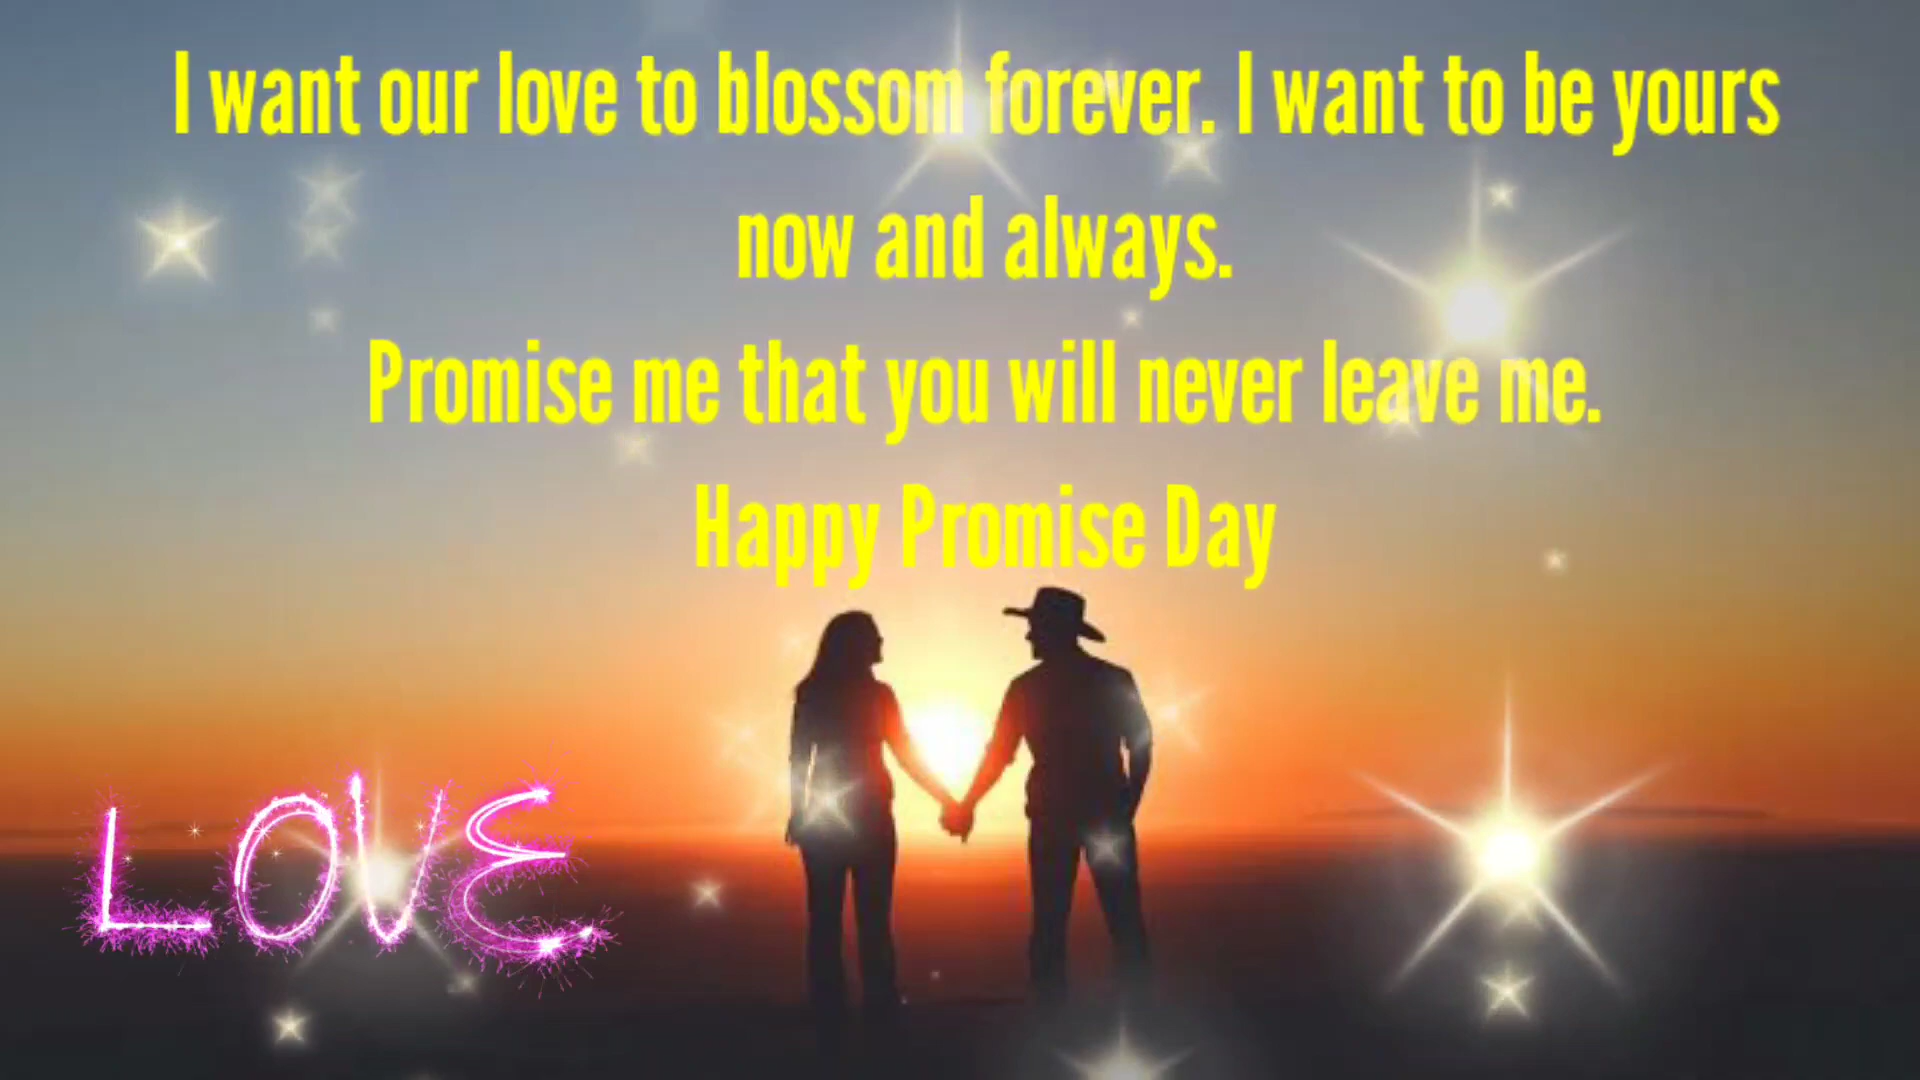 I want our love to blossom forever. I want to be yours
now and always.
Promise me that you will never leave me.
Happy Promise Day
LOVE